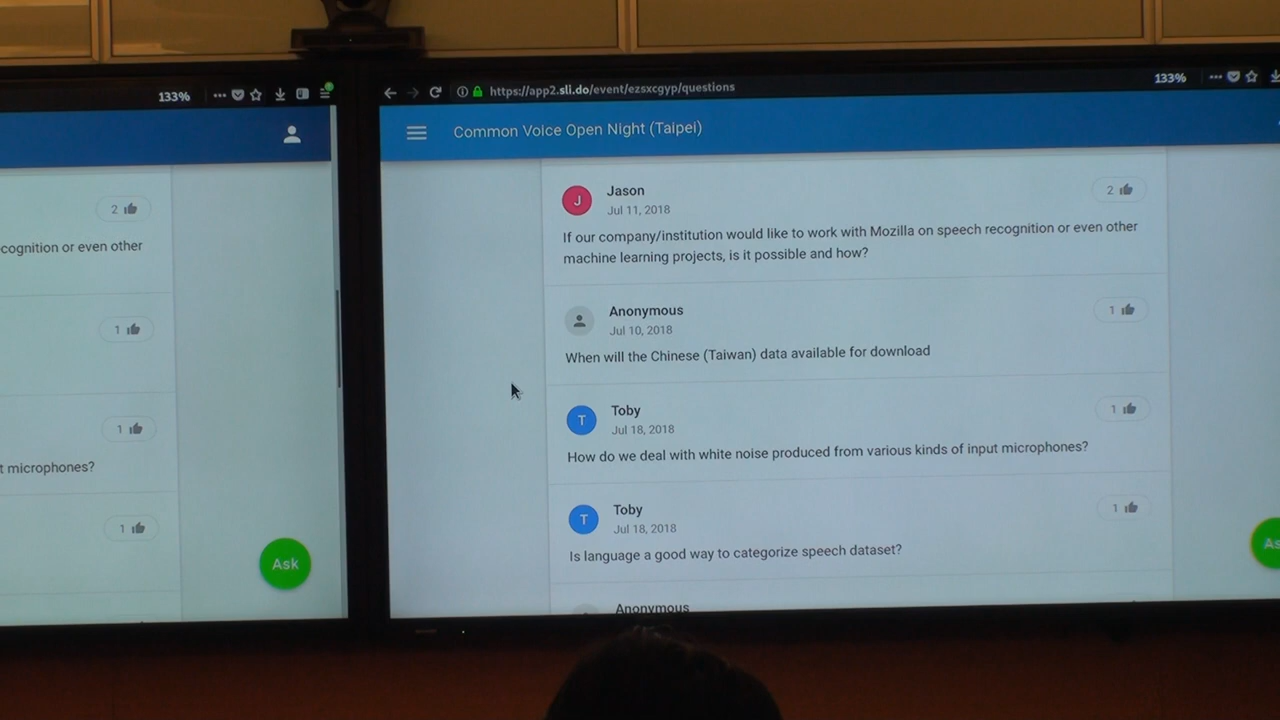 133%
2
cognition or even other
1
1
t microphones?
1
Ask
https://app2.sli.do/event/ezsxcgyp/questions
133%
Common Voice Open Night (Taipei)
J
Jason
Jul 11, 2018
2
If our company/institution would like to work with Mozilla on speech recognition or even other
machine learning projects, is it possible and how?
Anonymous
Jul 10, 2018
1
When will the Chinese (Taiwan) data available for download
T
Toby
Jul 18, 2018
1
How do we deal with white noise produced from various kinds of input microphones?
T
Toby
Jul 18, 2018
1
Is language a good way to categorize speech dataset?
Anonymous
As